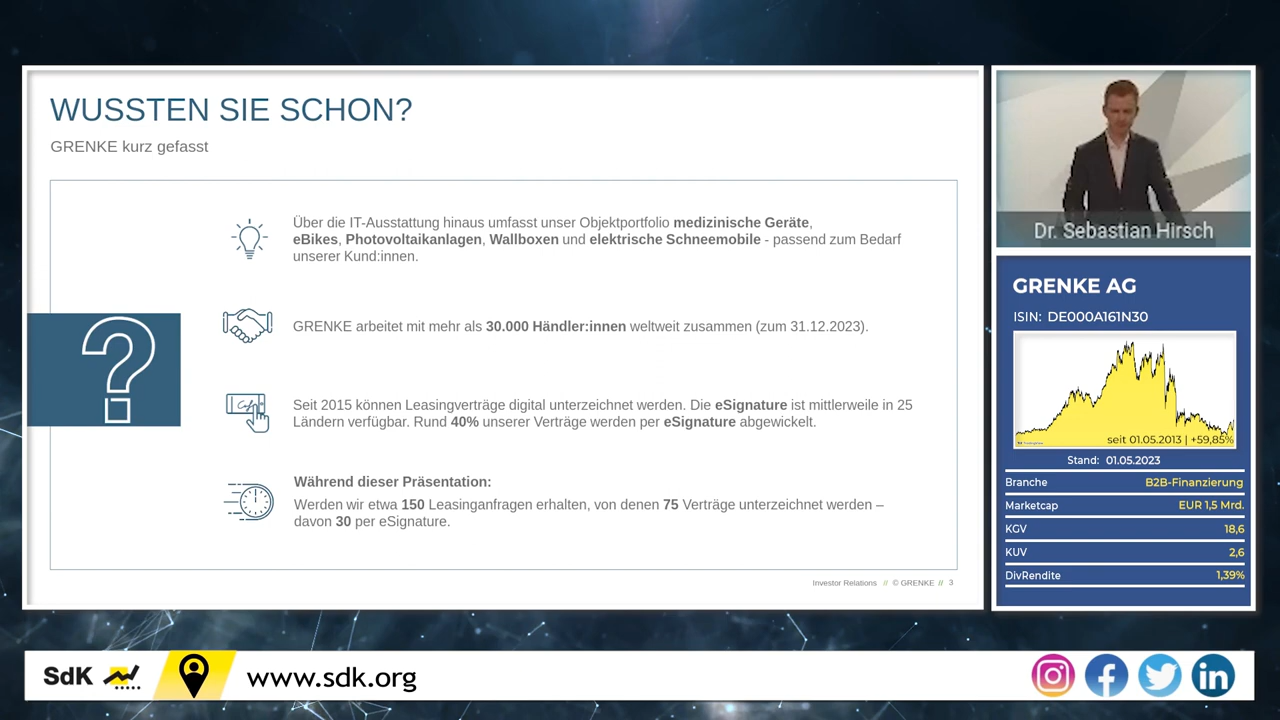 WUSSTEN SIE SCHON?
GRENKE kurz gefasst
Über die IT-Ausstattung hinaus umfasst unser Objektportfolio medizinische Geräte,
eBikes, Photovoltaikanlagen, Wallboxen und elektrische Schneemobile - passend zum Bedarf
unserer Kund:innen.
GRENKE arbeitet mit mehr als 30.000 Händler:innen weltweit zusammen (zum 31.12.2023).
Seit 2015 können Leasingverträge digital unterzeichnet werden. Die eSignature ist mittlerweile in 25
Ländern verfügbar. Rund 40% unserer Verträge werden per eSignature abgewickelt.
Während dieser Präsentation:
Werden wir etwa 150 Leasinganfragen erhalten, von denen 75 Verträge unterzeichnet werden –
davon 30 per eSignature.
?
Investor Relations // © GRENKE // 3
Dr. Sebastian Hirsch
GRENKE AG
ISIN: DE000A161N30
seit 01.05.2013 | +59,85%
Stand: 01.05.2023
Branche B2B-Finanzierung
Marketcap EUR 1,5 Mrd.
KGV 18,6
KUV 2,6
DivRendite 1,39%
SdK www.sdk.org